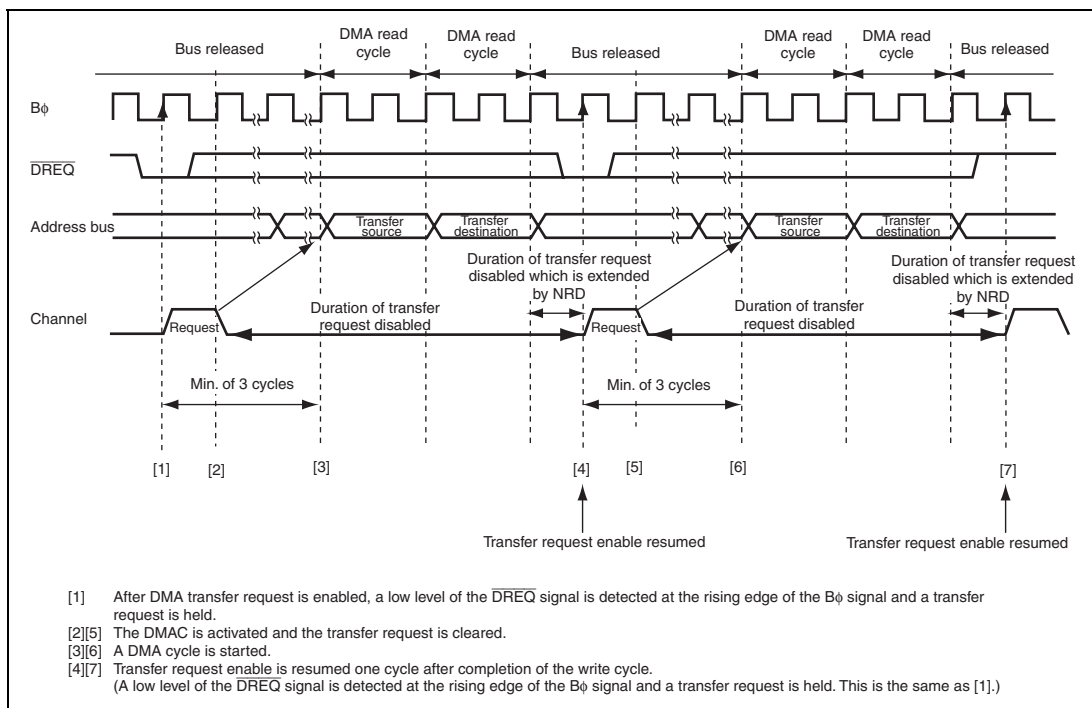 Bus released
DMA read cycle
DMA read cycle
Bus released
DMA read cycle
DMA read cycle
Bus released
Bφ
DREQ
Address bus
Transfer source
Transfer destination
Transfer source
Transfer destination
Duration of transfer request disabled which is extended by NRD
Duration of transfer request disabled which is extended by NRD
Channel
Request
Duration of transfer request disabled
Request
Duration of transfer request disabled
Min. of 3 cycles
Min. of 3 cycles
[1]
[2]
[3]
[4]
[5]
[6]
[7]
Transfer request enable resumed
Transfer request enable resumed
[1] After DMA transfer request is enabled, a low level of the DREQ signal is detected at the rising edge of the Bφ signal and a transfer
request is held.
[2][5] The DMAC is activated and the transfer request is cleared.
[3][6] A DMA cycle is started.
[4][7] Transfer request enable is resumed one cycle after completion of the write cycle.
(A low level of the DREQ signal is detected at the rising edge of the Bφ signal and a transfer request is held. This is the same as [1].)